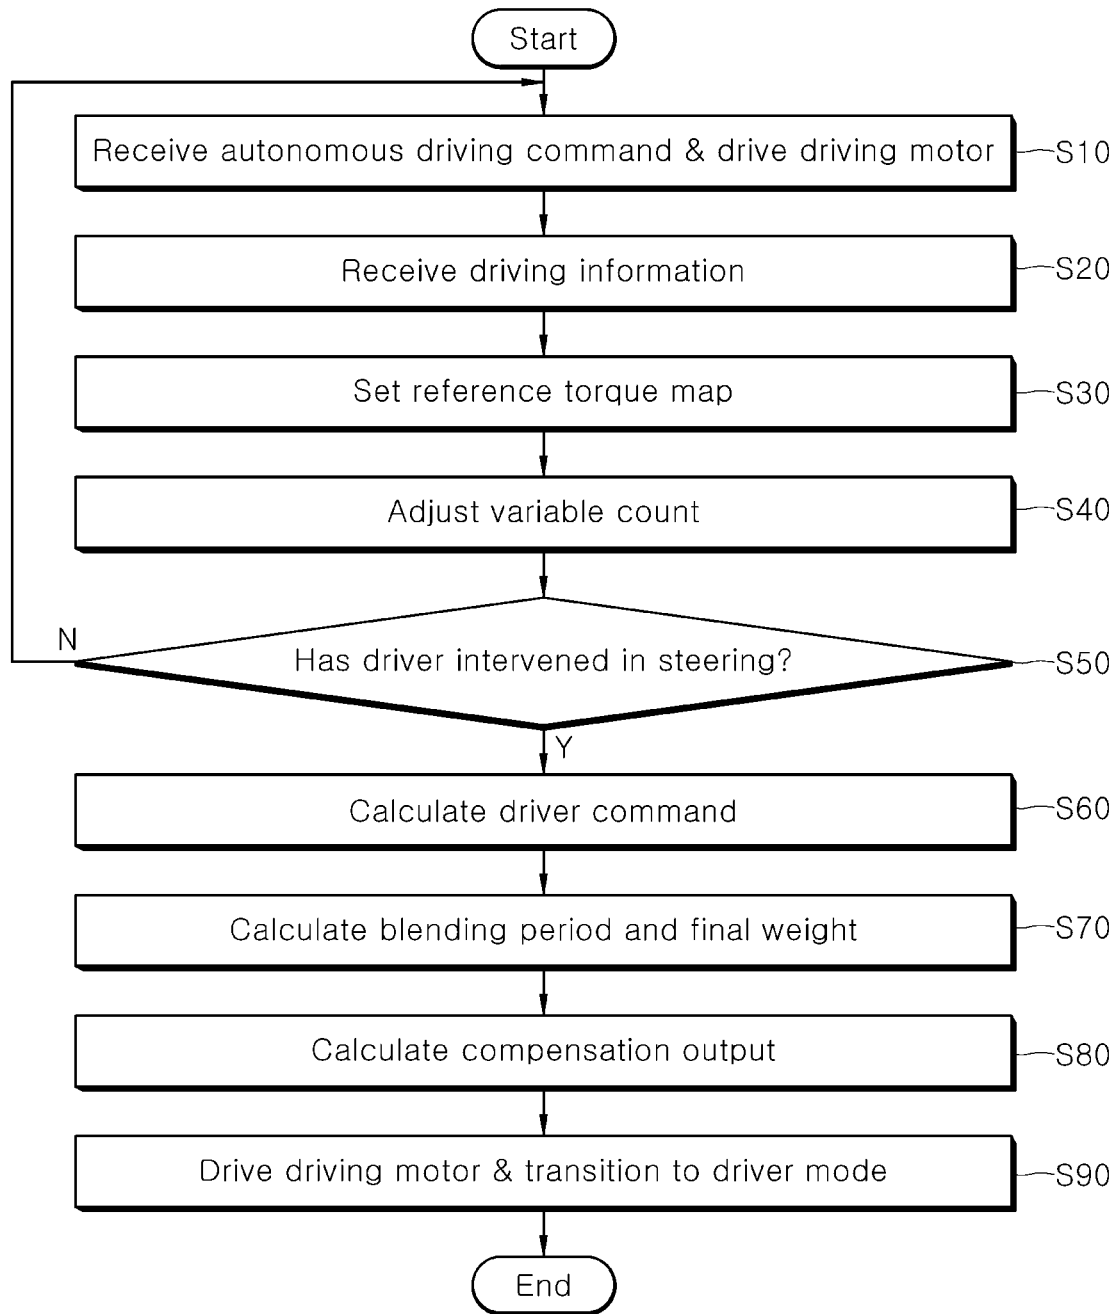 Start
Receive autonomous driving command & drive driving motor
S10
Receive driving information
S20
Set reference torque map
S30
Adjust variable count
S40
N
Has driver intervened in steering?
S50
Y
Calculate driver command
S60
Calculate blending period and final weight
S70
Calculate compensation output
S80
Drive driving motor & transition to driver mode
S90
End